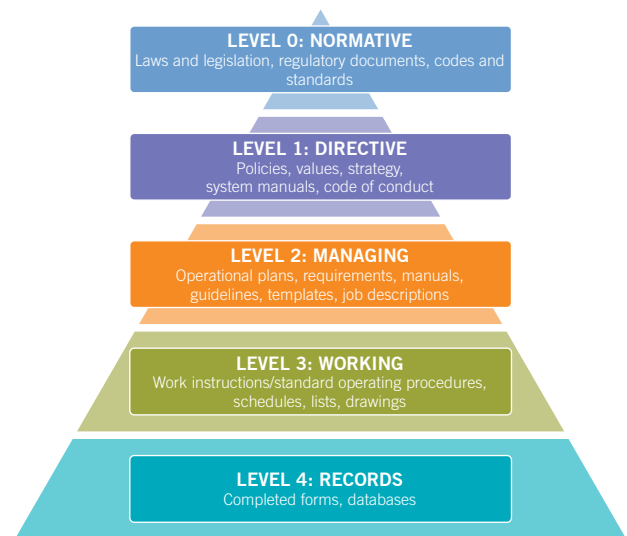 LEVEL 0: NORMATIVE
Laws and legislation, regulatory documents, codes and
standards
LEVEL 1: DIRECTIVE
Policies, values, strategy,
system manuals, code of conduct
LEVEL 2: MANAGING
Operational plans, requirements, manuals,
guidelines, templates, job descriptions
LEVEL 3: WORKING
Work instructions/standard operating procedures,
schedules, lists, drawings
LEVEL 4: RECORDS
Completed forms, databases